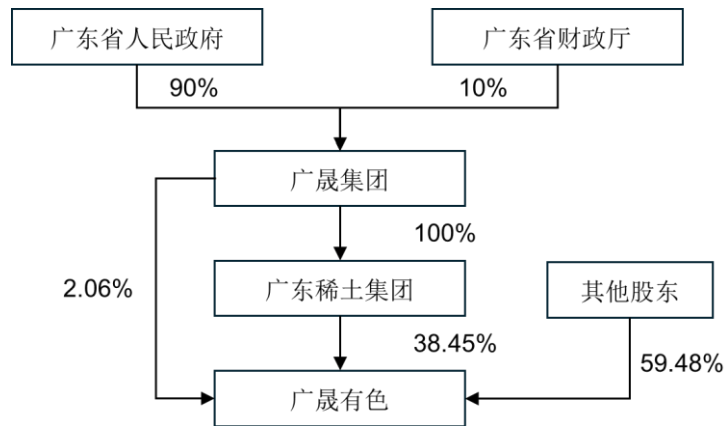 广东省人民政府
广东省财政厅
90%
10%
广晟集团
100%
2.06%
广东稀土集团
其他股东
38.45%
59.48%
广晟有色